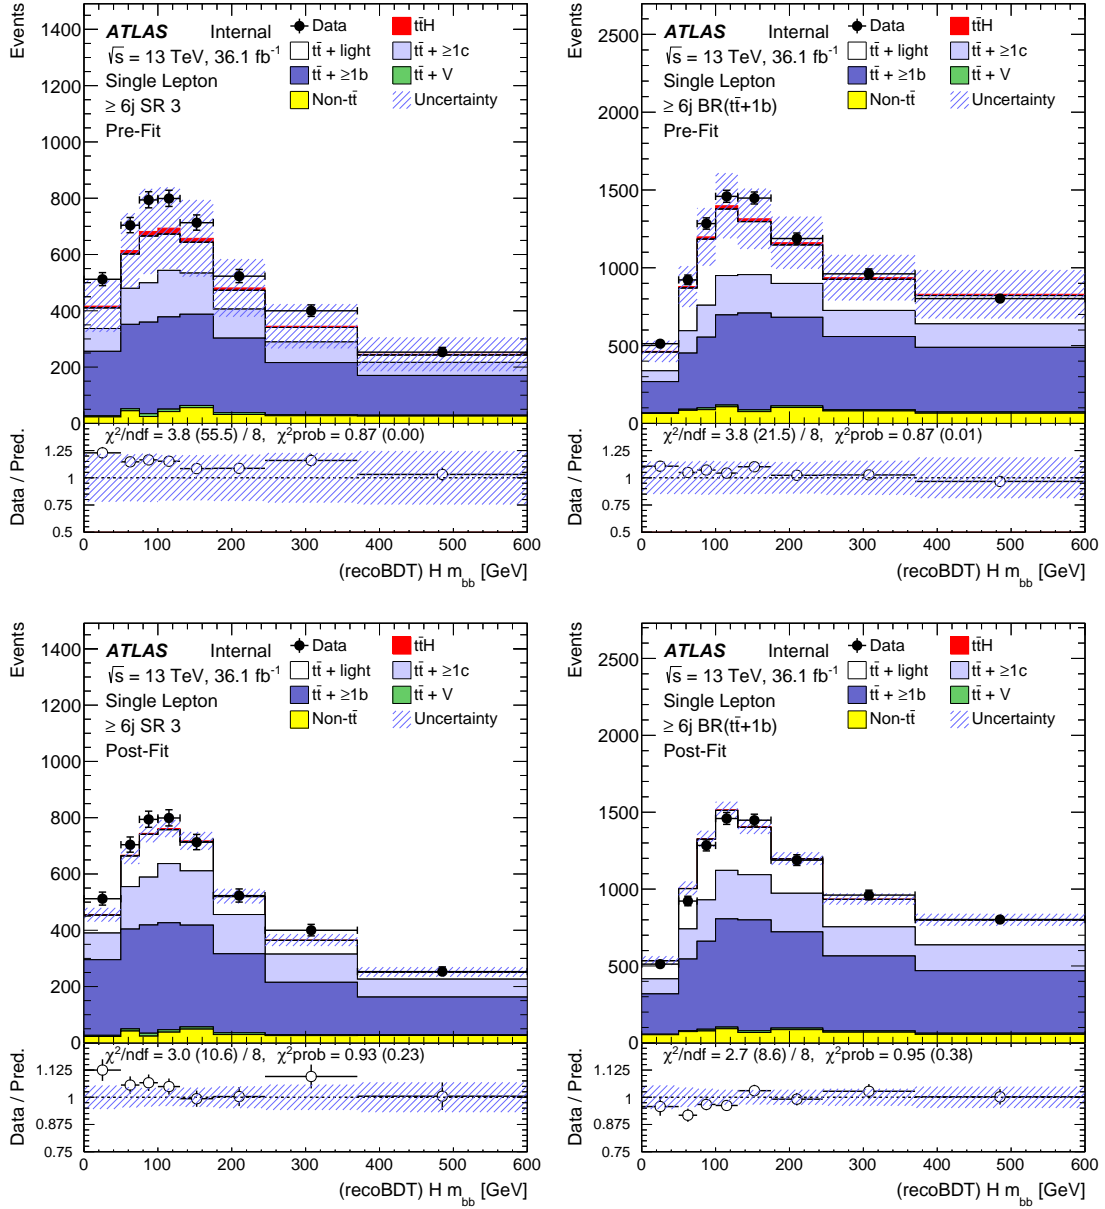 Events
1400
1200
1000
800
600
400
200
0
ATLAS Internal
√s = 13 TeV, 36.1 fb⁻¹
Single Lepton
≥ 6j SR 3
Pre-Fit
Data tt̄H
tt̄ + light tt̄ + ≥1c
tt̄ + ≥1b tt̄ + V
Non-tt̄ Uncertainty
Data / Pred.
χ²/ndf = 3.8 (55.5) / 8, χ²prob = 0.87 (0.00)
1.25
1
0.75
0.5
0 100 200 300 400 500 600
(recoBDT) H m_bb [GeV]
Events
2500
2000
1500
1000
500
0
ATLAS Internal
√s = 13 TeV, 36.1 fb⁻¹
Single Lepton
≥ 6j BR(tt̄+1b)
Pre-Fit
Data tt̄H
tt̄ + light tt̄ + ≥1c
tt̄ + ≥1b tt̄ + V
Non-tt̄ Uncertainty
Data / Pred.
χ²/ndf = 3.8 (21.5) / 8, χ²prob = 0.87 (0.01)
1.25
1
0.75
0.5
0 100 200 300 400 500 600
(recoBDT) H m_bb [GeV]
Events
1400
1200
1000
800
600
400
200
0
ATLAS Internal
√s = 13 TeV, 36.1 fb⁻¹
Single Lepton
≥ 6j SR 3
Post-Fit
Data tt̄H
tt̄ + light tt̄ + ≥1c
tt̄ + ≥1b tt̄ + V
Non-tt̄ Uncertainty
Data / Pred.
χ²/ndf = 3.0 (10.6) / 8, χ²prob = 0.93 (0.23)
1.125
1
0.875
0.75
0 100 200 300 400 500 600
(recoBDT) H m_bb [GeV]
Events
2500
2000
1500
1000
500
0
ATLAS Internal
√s = 13 TeV, 36.1 fb⁻¹
Single Lepton
≥ 6j BR(tt̄+1b)
Post-Fit
Data tt̄H
tt̄ + light tt̄ + ≥1c
tt̄ + ≥1b tt̄ + V
Non-tt̄ Uncertainty
Data / Pred.
χ²/ndf = 2.7 (8.6) / 8, χ²prob = 0.95 (0.38)
1.125
1
0.875
0.75
0 100 200 300 400 500 600
(recoBDT) H m_bb [GeV]